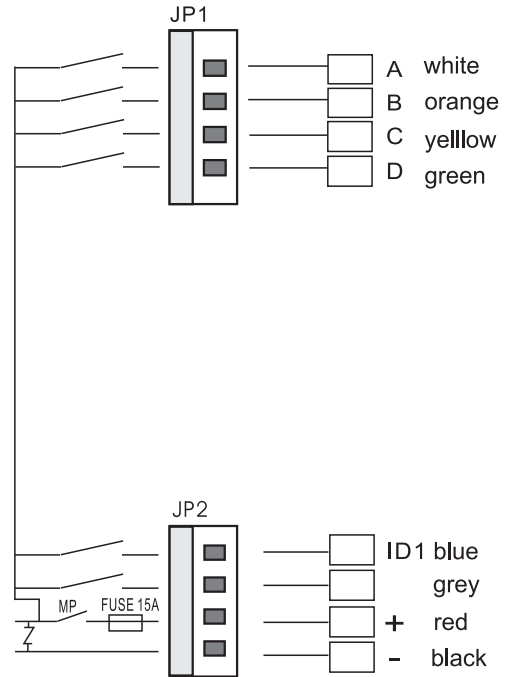 JP1
A white
B orange
C yelllow
D green
JP2
ID1 blue
grey
MP FUSE 15A + red
- black